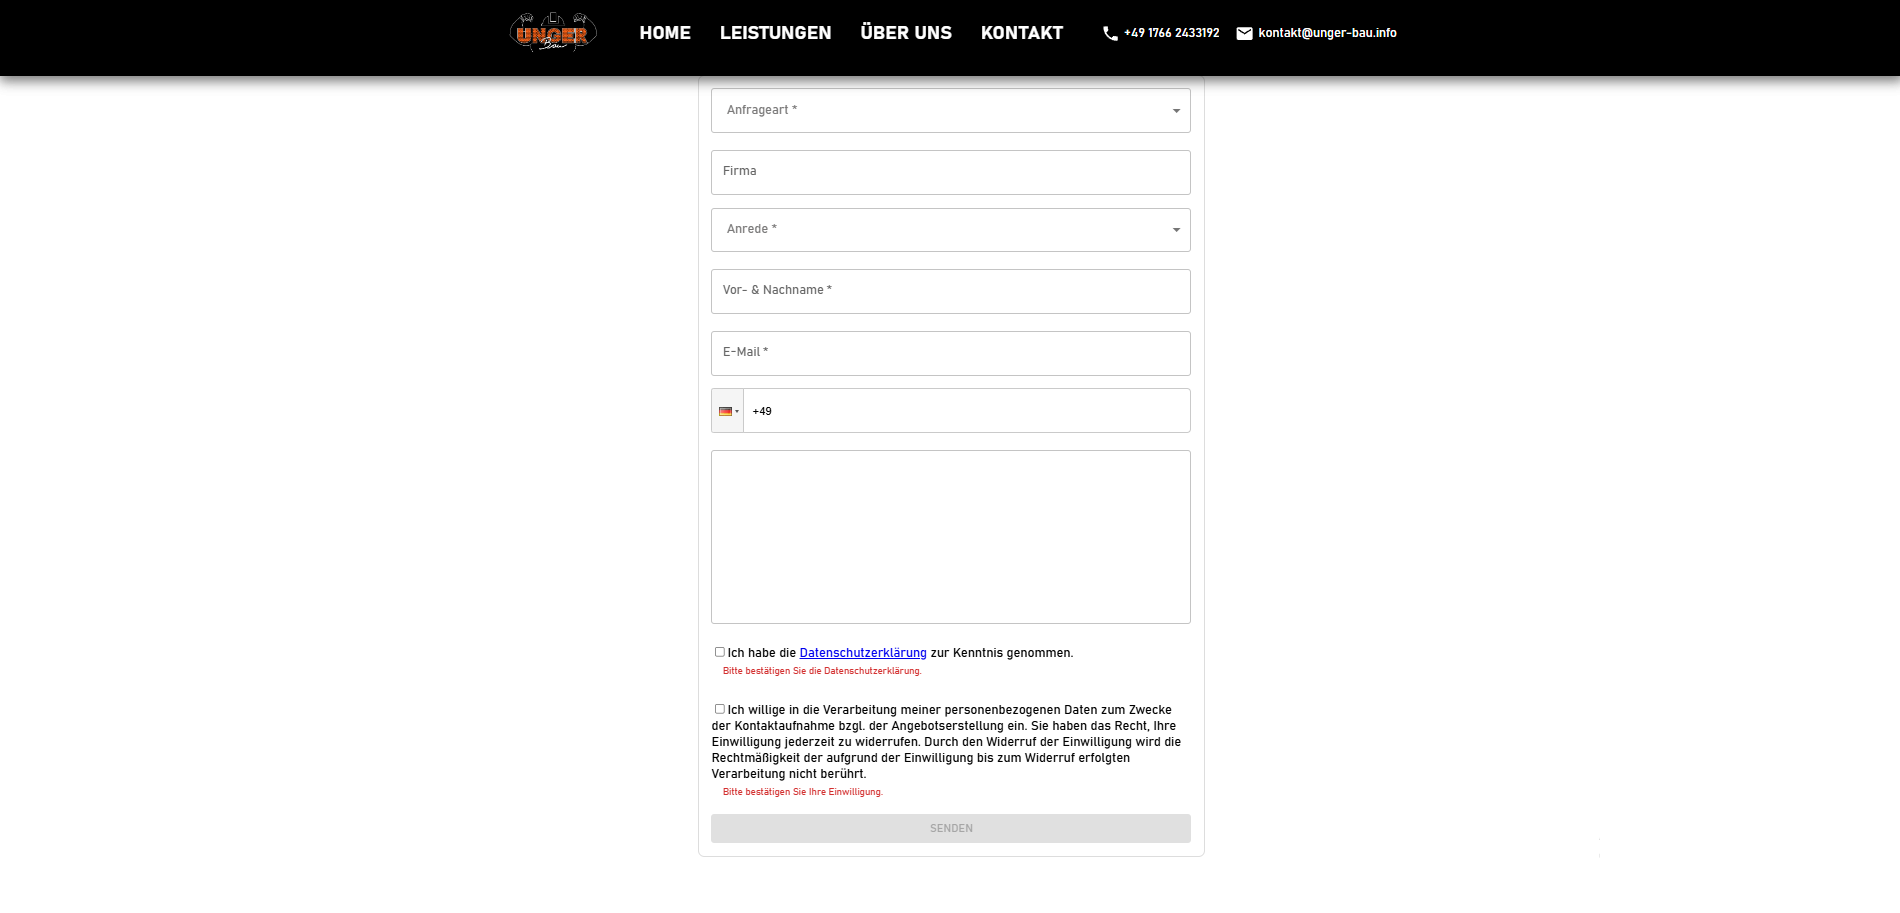 UNGER
Bau
HOME
LEISTUNGEN
ÜBER UNS
KONTAKT
+49 1766 2433192
kontakt@unger-bau.info
Anfrageart *
Firma
Anrede *
Vor- & Nachname *
E-Mail *
+49
Ich habe die Datenschutzerklärung zur Kenntnis genommen.
Bitte bestätigen Sie die Datenschutzerklärung.
Ich willige in die Verarbeitung meiner personenbezogenen Daten zum Zwecke
der Kontaktaufnahme bzgl. der Angebotserstellung ein. Sie haben das Recht, Ihre
Einwilligung jederzeit zu widerrufen. Durch den Widerruf der Einwilligung wird die
Rechtmäßigkeit der aufgrund der Einwilligung bis zum Widerruf erfolgten
Verarbeitung nicht berührt.
Bitte bestätigen Sie Ihre Einwilligung.
SENDEN